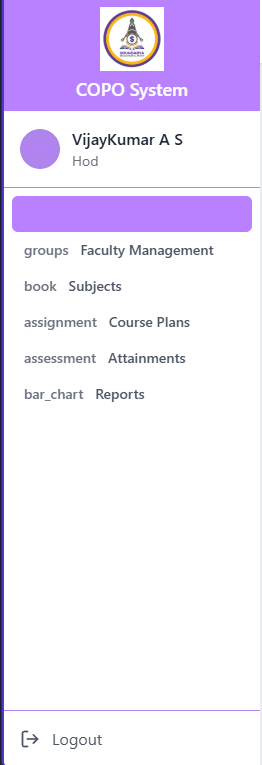 SOUNDARYA
COPO System
VijayKumar A S
Hod
groups Faculty Management
book Subjects
assignment Course Plans
assessment Attainments
bar_chart Reports
Logout